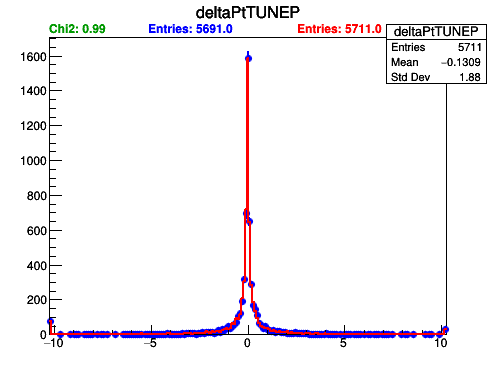 deltaPtTUNEP
Chi2: 0.99 Entries: 5691.0 Entries: 5711.0
deltaPtTUNEP
Entries 5711
Mean −0.1309
Std Dev 1.88
1600
1400
1200
1000
800
600
400
200
0
−10 −5 0 5 10